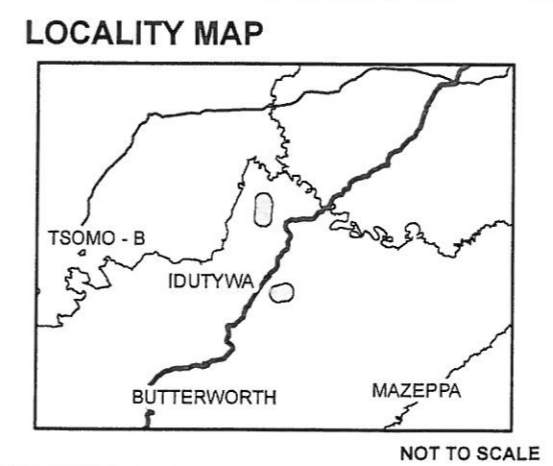 LOCALITY MAP
TSOMO - B
IDUTYWA
BUTTERWORTH
MAZEPPA
NOT TO SCALE